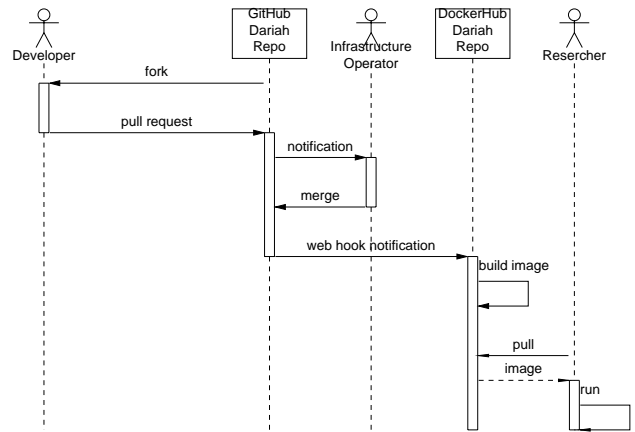 GitHub
Dariah
Repo
DockerHub
Dariah
Repo
Developer
Infrastructure
Operator
Resercher
fork
pull request
notification
merge
web hook notification
build image
pull
image
run